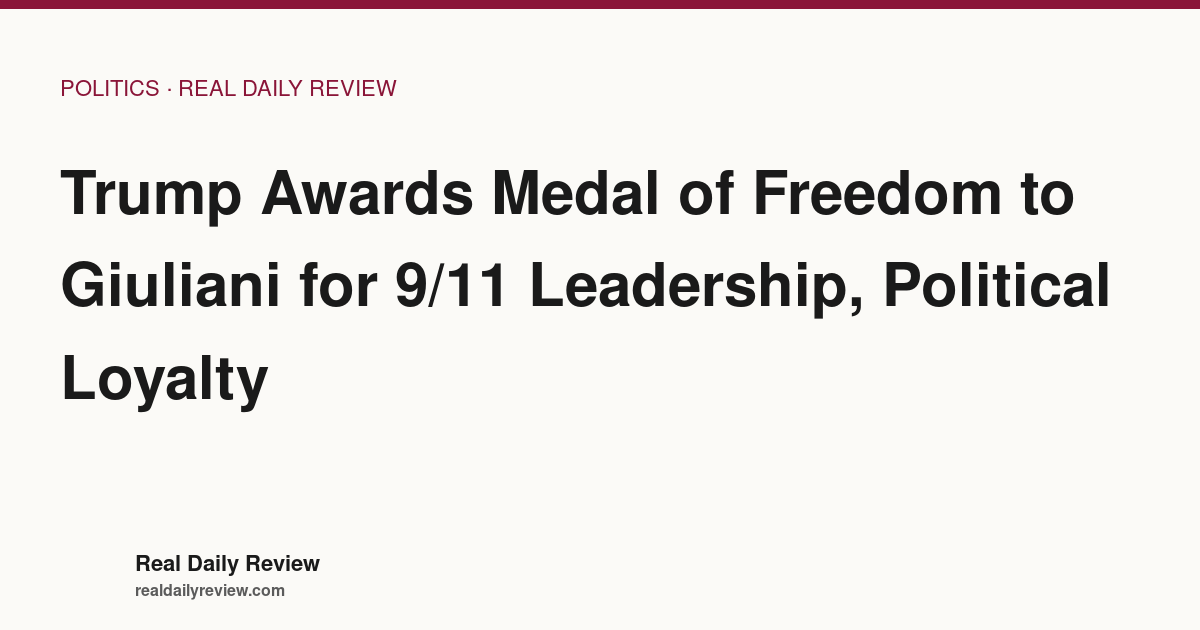 POLITICS · REAL DAILY REVIEW
Trump Awards Medal of Freedom to
Giuliani for 9/11 Leadership, Political
Loyalty
Real Daily Review
realdailyreview.com